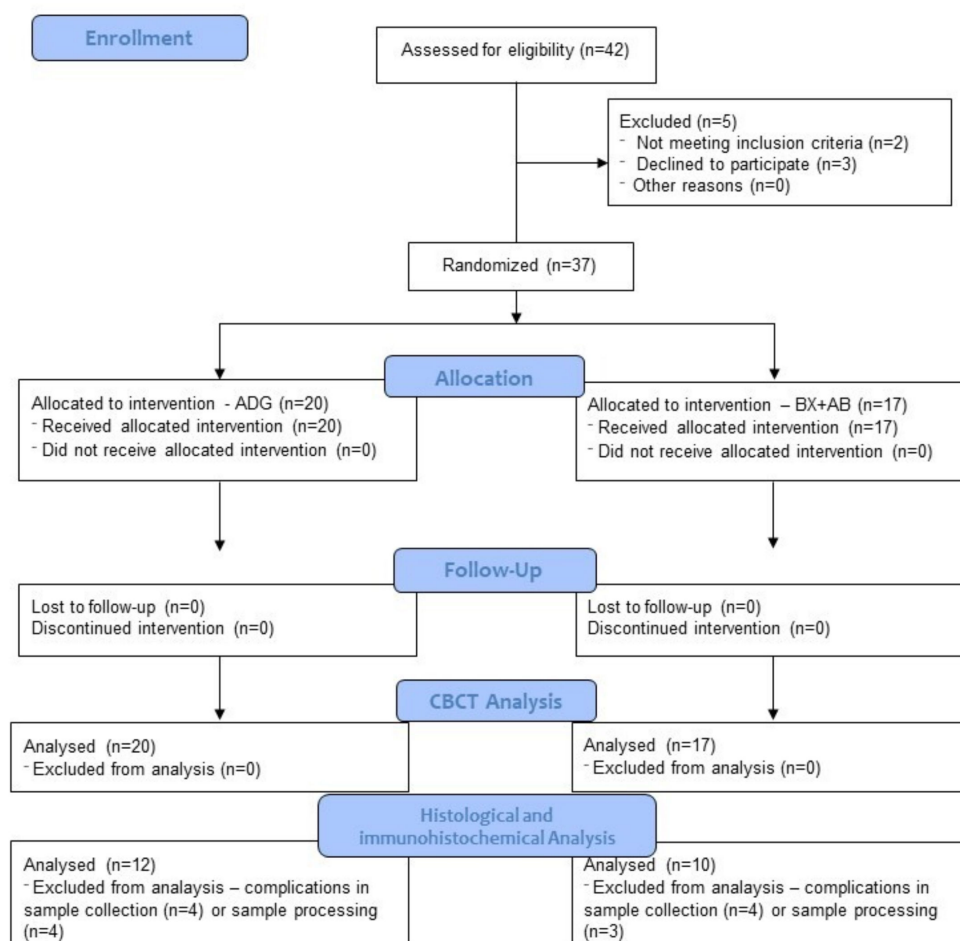 Enrollment
Assessed for eligibility (n=42)
Excluded (n=5)
- Not meeting inclusion criteria (n=2)
- Declined to participate (n=3)
- Other reasons (n=0)
Randomized (n=37)
Allocation
Allocated to intervention - ADG (n=20)
- Received allocated intervention (n=20)
- Did not receive allocated intervention (n=0)
Allocated to intervention – BX+AB (n=17)
- Received allocated intervention (n=17)
- Did not receive allocated intervention (n=0)
Follow-Up
Lost to follow-up (n=0)
Discontinued intervention (n=0)
Lost to follow-up (n=0)
Discontinued intervention (n=0)
CBCT Analysis
Analysed (n=20)
- Excluded from analysis (n=0)
Analysed (n=17)
- Excluded from analysis (n=0)
Histological and
immunohistochemical Analysis
Analysed (n=12)
- Excluded from analaysis – complications in
sample collection (n=4) or sample processing
(n=4)
Analysed (n=10)
- Excluded from analaysis – complications in
sample collection (n=4) or sample processing
(n=3)